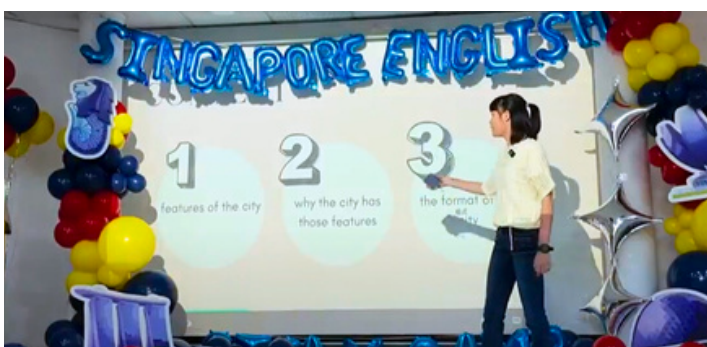 SINGAPORE ENGLISH
1
features of the city
2
why the city has
those features
3
the format of